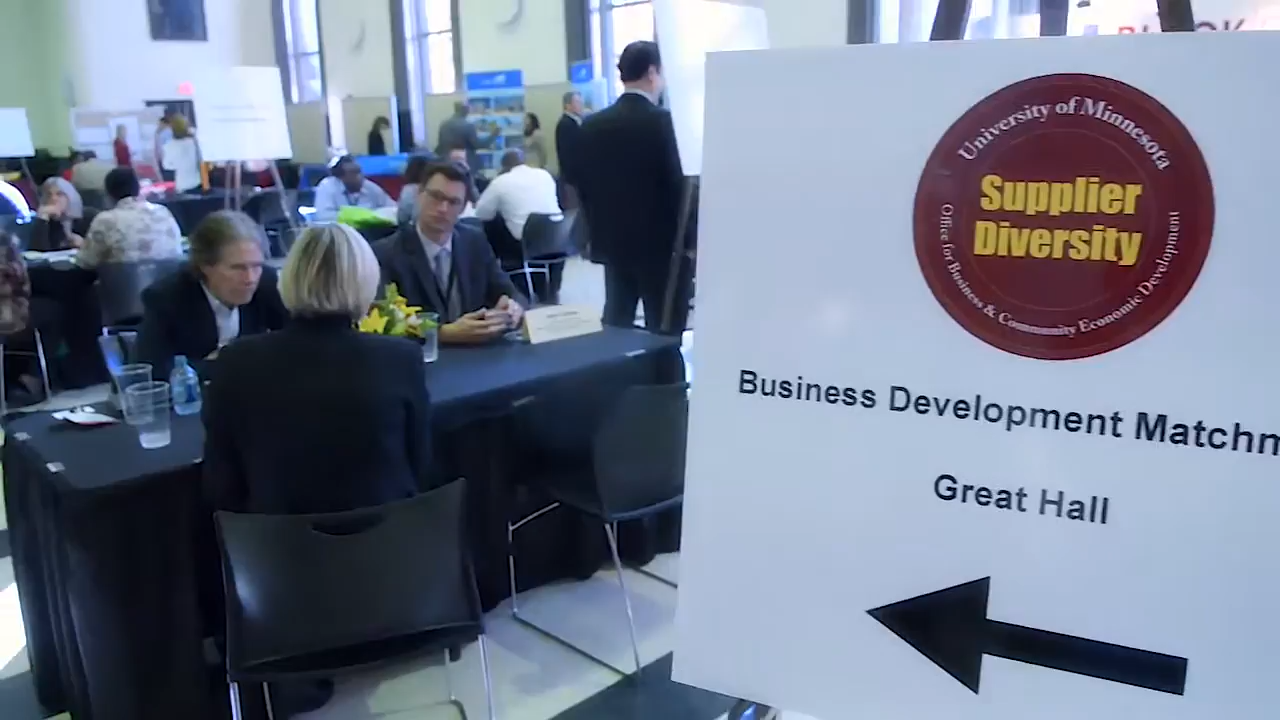 University of Minnesota
Supplier
Diversity
Office for Business & Community Economic Development
Business Development Matchm
Great Hall